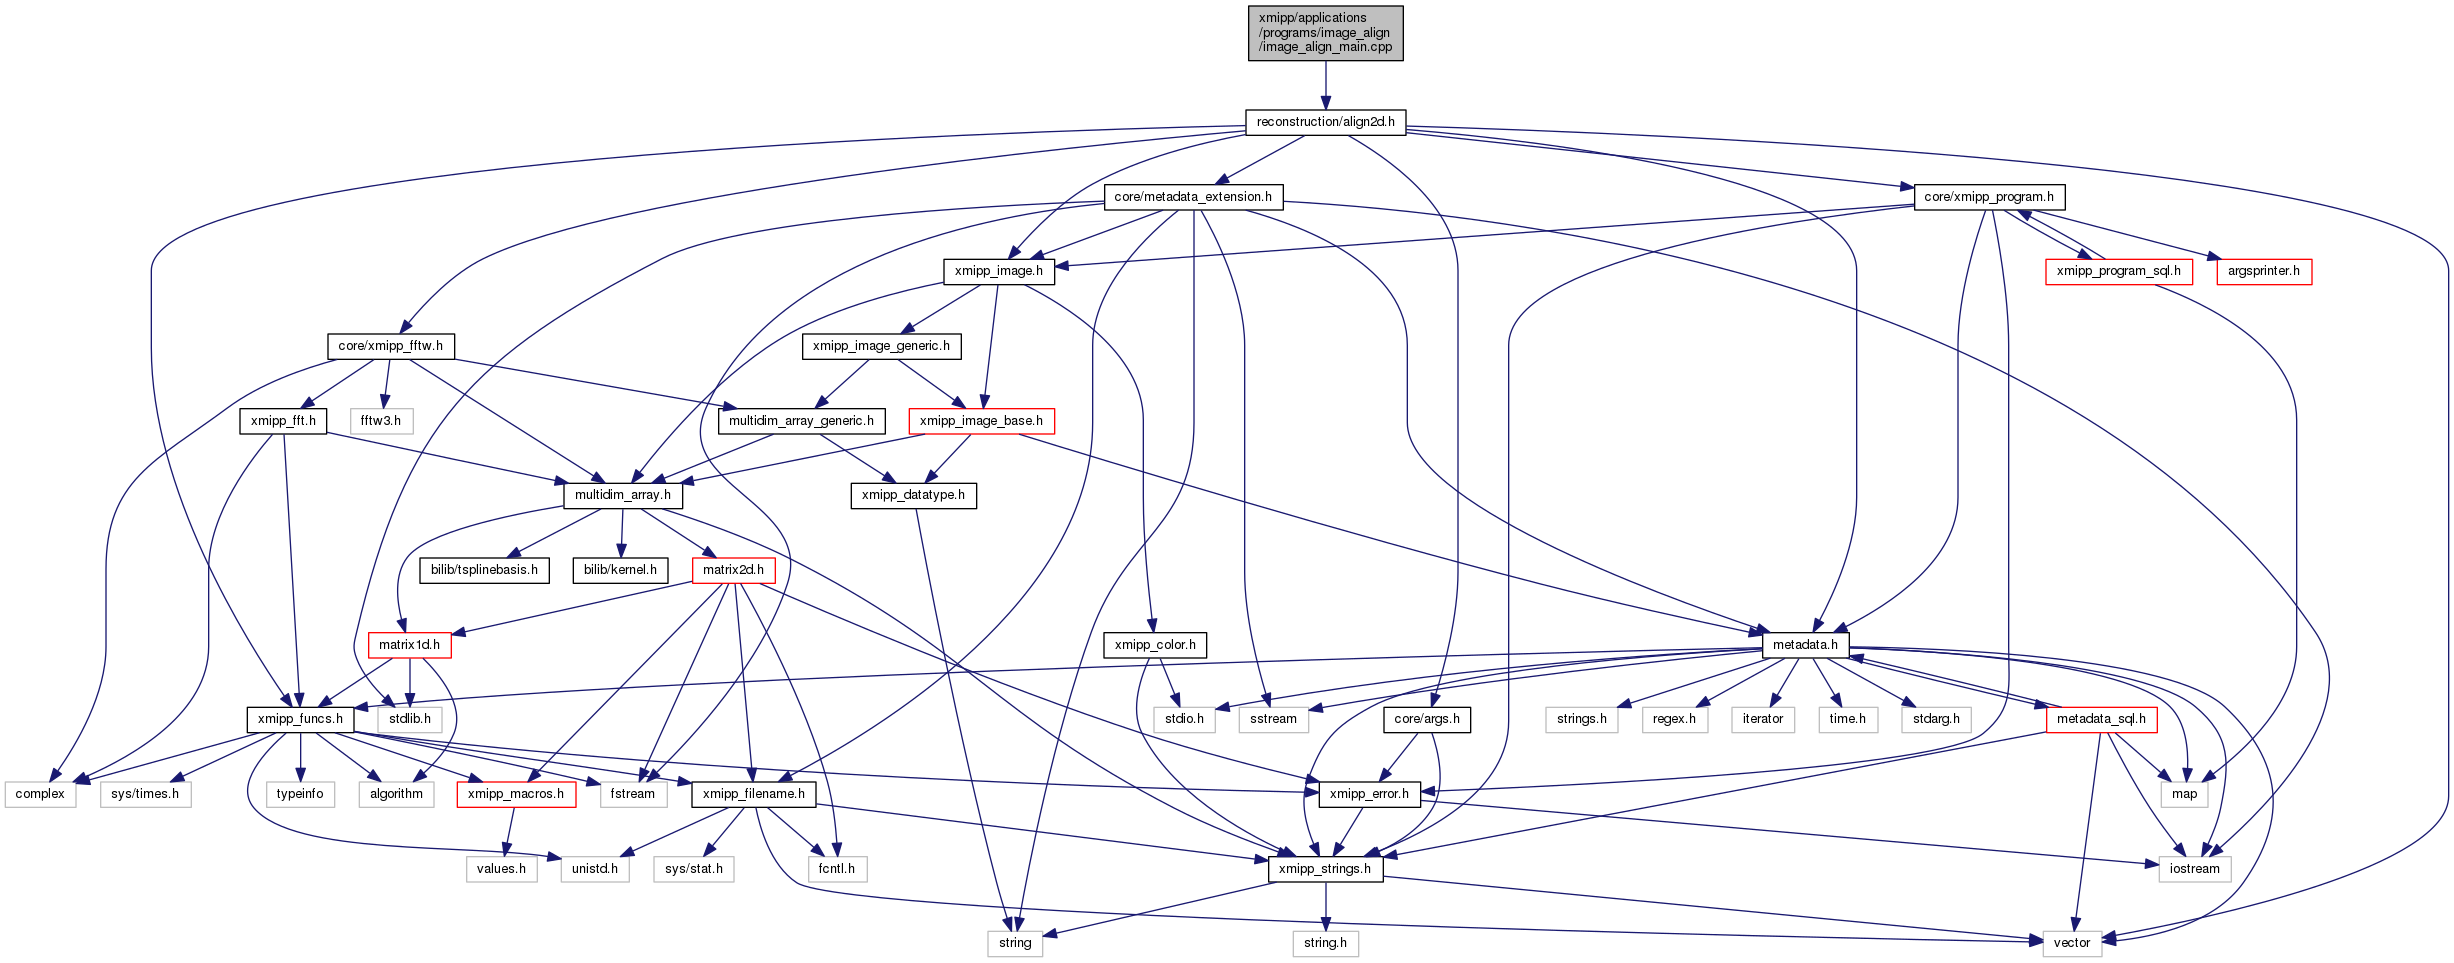 xmipp/applications
/programs/image_align
/image_align_main.cpp
reconstruction/align2d.h
core/metadata_extension.h
core/xmipp_program.h
xmipp_image.h
xmipp_program_sql.h
argsprinter.h
core/xmipp_fftw.h
xmipp_image_generic.h
xmipp_fft.h
fftw3.h
multidim_array_generic.h
xmipp_image_base.h
multidim_array.h
xmipp_datatype.h
bilib/tsplinebasis.h
bilib/kernel.h
matrix2d.h
matrix1d.h
xmipp_color.h
metadata.h
xmipp_funcs.h
stdlib.h
stdio.h
sstream
core/args.h
strings.h
regex.h
iterator
time.h
stdarg.h
metadata_sql.h
complex
sys/times.h
typeinfo
algorithm
xmipp_macros.h
fstream
xmipp_filename.h
xmipp_error.h
map
values.h
unistd.h
sys/stat.h
fcntl.h
xmipp_strings.h
iostream
string
string.h
vector